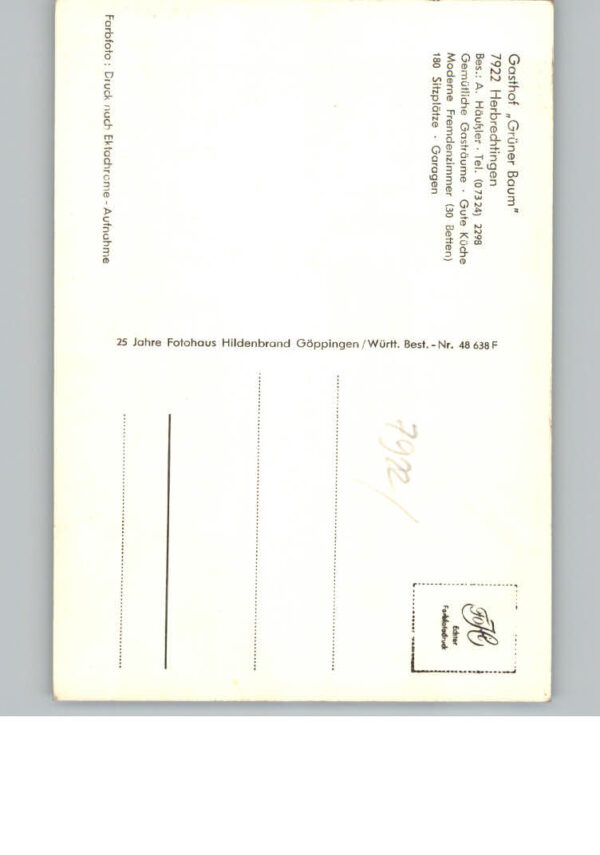 Gasthof „Grüner Baum"
7922 Herbrechtingen
Bes.: A. Häußler · Tel. (07324) 2298
Gemütliche Gasträume · Gute Küche
Moderne Fremdenzimmer (30 Betten)
180 Sitzplätze · Garagen
Farbfoto: Druck nach Ektachrome-Aufnahme
25 Jahre Fotohaus Hildenbrand Göppingen/Württ. Best.-Nr. 48 638 F
7922/
FoHi
Echter
Farbfotodruck